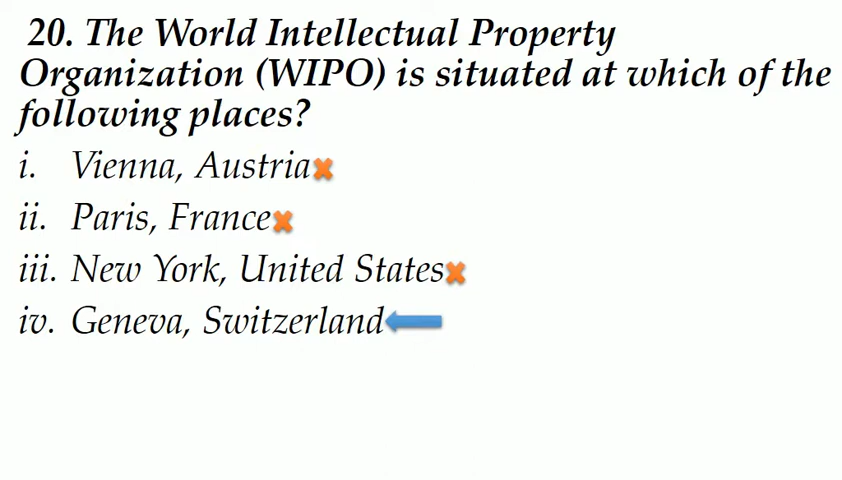 20. The World Intellectual Property
Organization (WIPO) is situated at which of the
following places?
i. Vienna, Austria
ii. Paris, France
iii. New York, United States
iv. Geneva, Switzerland